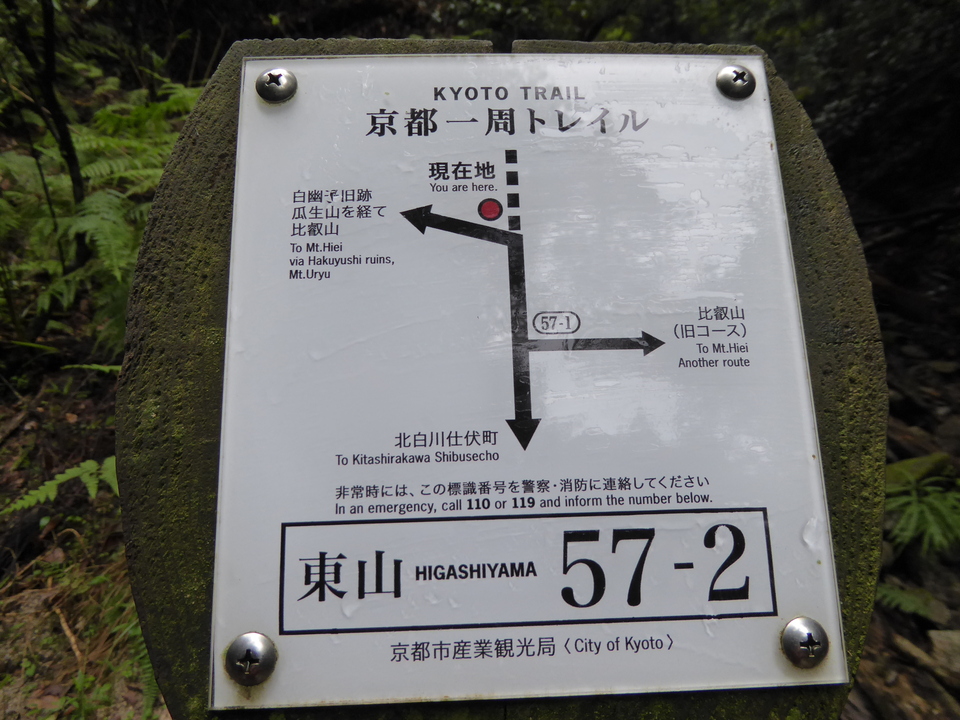 KYOTO TRAIL
京都一周トレイル
現在地
You are here.
白幽子旧跡
瓜生山を経て
比叡山
To Mt.Hiei
via Hakuyushi ruins,
Mt.Uryu
57-1
比叡山
（旧コース）
To Mt.Hiei
Another route
北白川仕伏町
To Kitashirakawa Shibusecho
非常時には、この標識番号を警察・消防に連絡してください
In an emergency, call 110 or 119 and inform the number below.
東山 HIGASHIYAMA 57-2
京都市産業観光局〈City of Kyoto〉